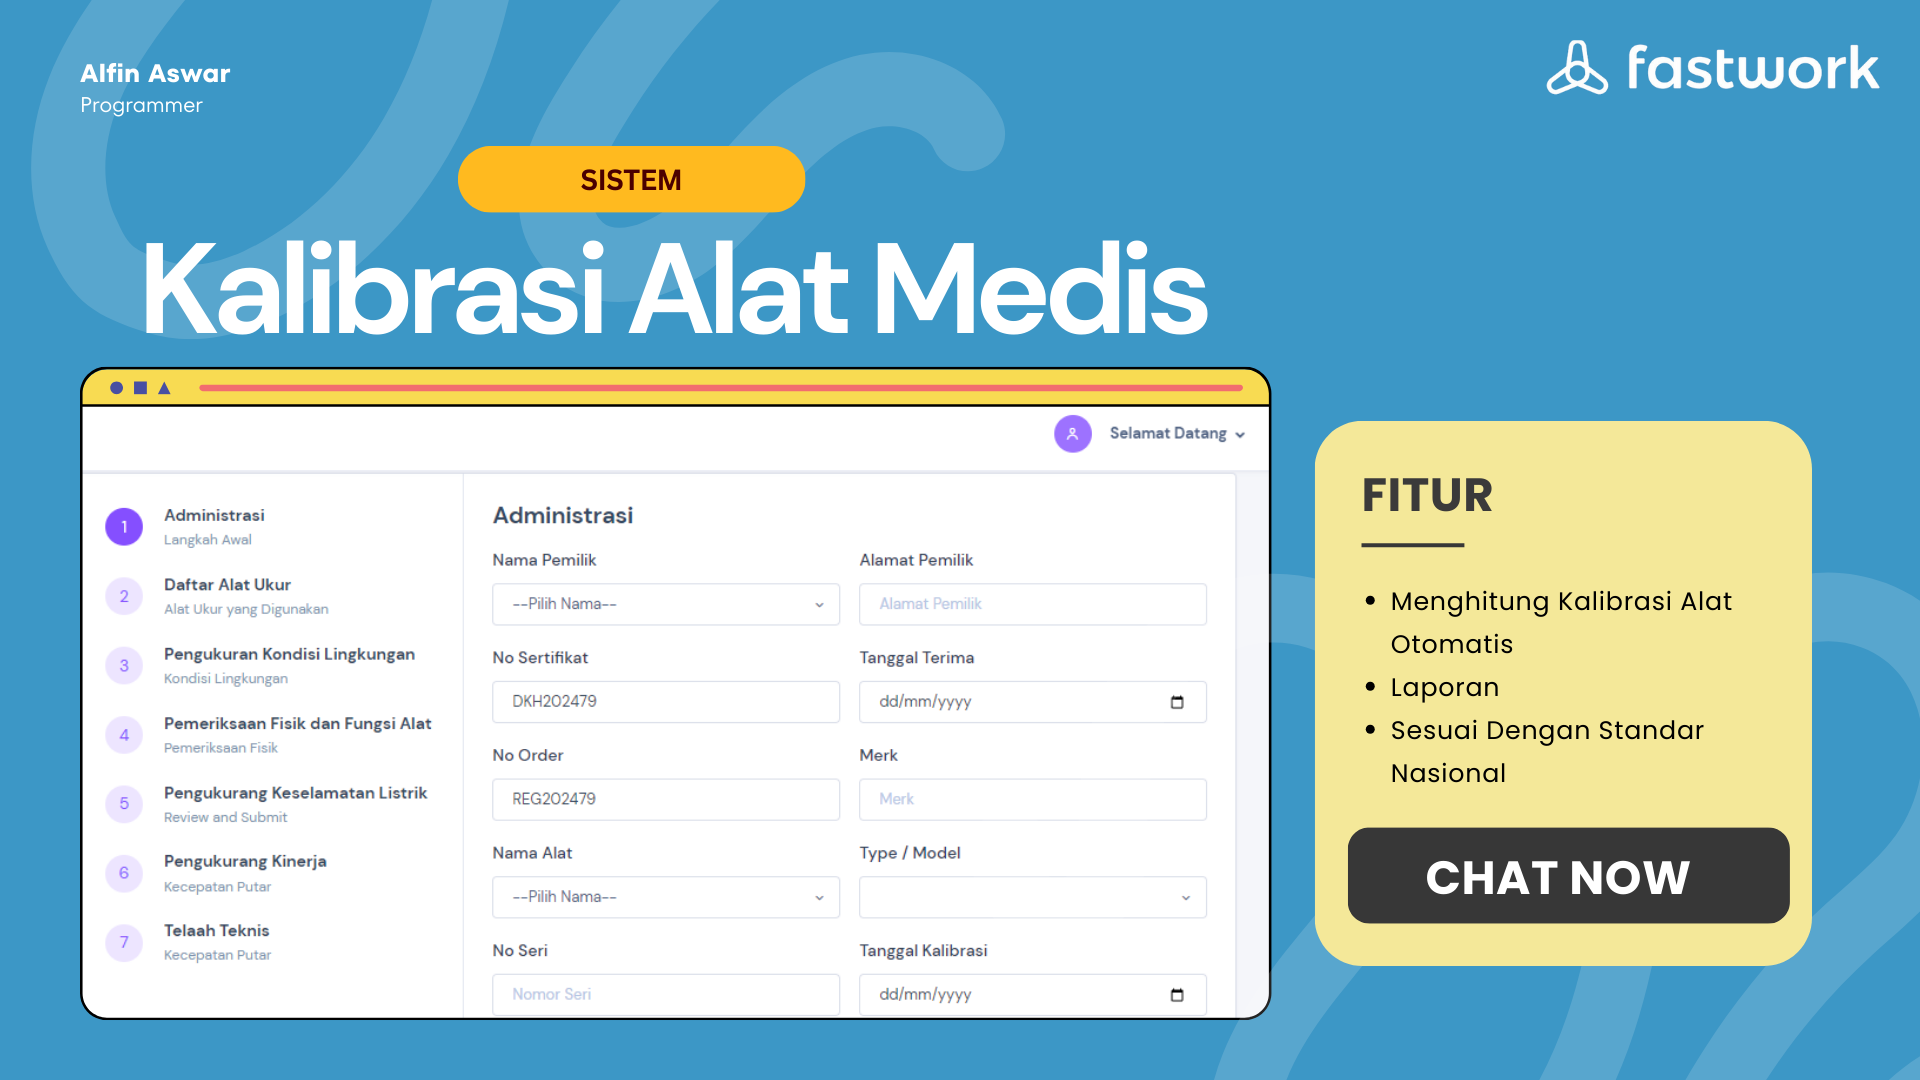 Alfin Aswar
Programmer
fastwork
SISTEM
Kalibrasi Alat Medis
Selamat Datang
1
Administrasi
Langkah Awal
2
Daftar Alat Ukur
Alat Ukur yang Digunakan
3
Pengukuran Kondisi Lingkungan
Kondisi Lingkungan
4
Pemeriksaan Fisik dan Fungsi Alat
Pemeriksaan Fisik
5
Pengukurang Keselamatan Listrik
Review and Submit
6
Pengukurang Kinerja
Kecepatan Putar
7
Telaah Teknis
Kecepatan Putar
Administrasi
Nama Pemilik
--Pilih Nama--
Alamat Pemilik
Alamat Pemilik
No Sertifikat
DKH202479
Tanggal Terima
dd/mm/yyyy
No Order
REG202479
Merk
Merk
Nama Alat
--Pilih Nama--
Type / Model
No Seri
Nomor Seri
Tanggal Kalibrasi
dd/mm/yyyy
FITUR
• Menghitung Kalibrasi Alat
Otomatis
• Laporan
• Sesuai Dengan Standar
Nasional
CHAT NOW